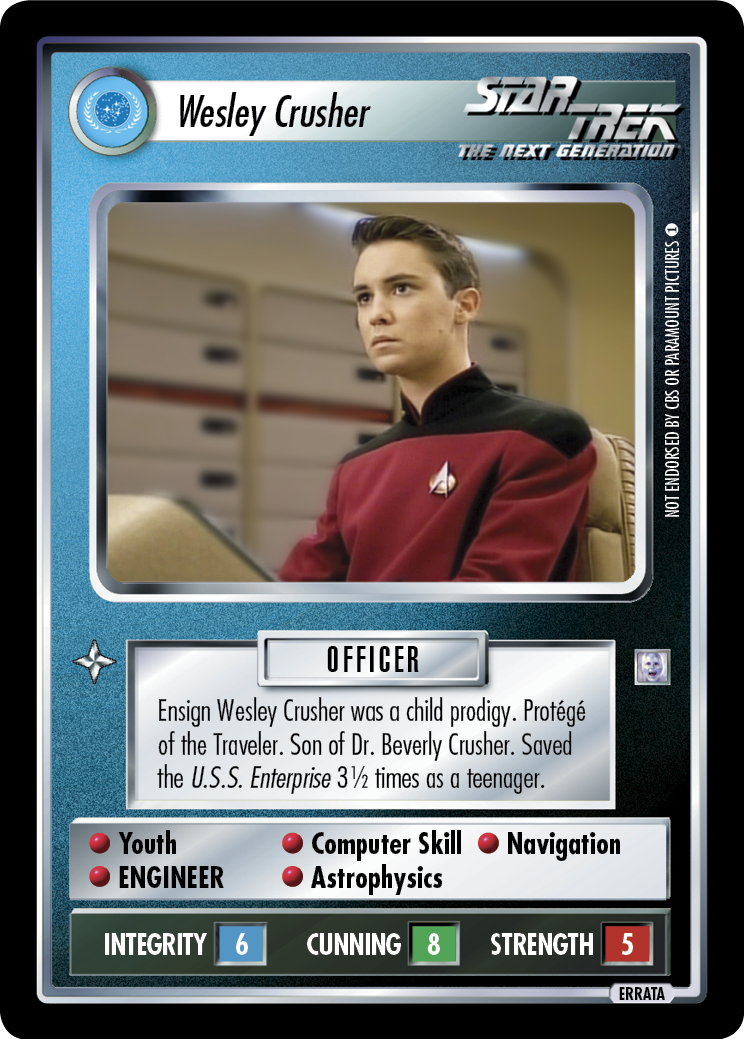 Wesley Crusher
STAR TREK
THE NEXT GENERATION
NOT ENDORSED BY CBS OR PARAMOUNT PICTURES 1
OFFICER
Ensign Wesley Crusher was a child prodigy. Protégé
of the Traveler. Son of Dr. Beverly Crusher. Saved
the U.S.S. Enterprise 3½ times as a teenager.
Youth Computer Skill Navigation
ENGINEER Astrophysics
INTEGRITY 6 CUNNING 8 STRENGTH 5
ERRATA